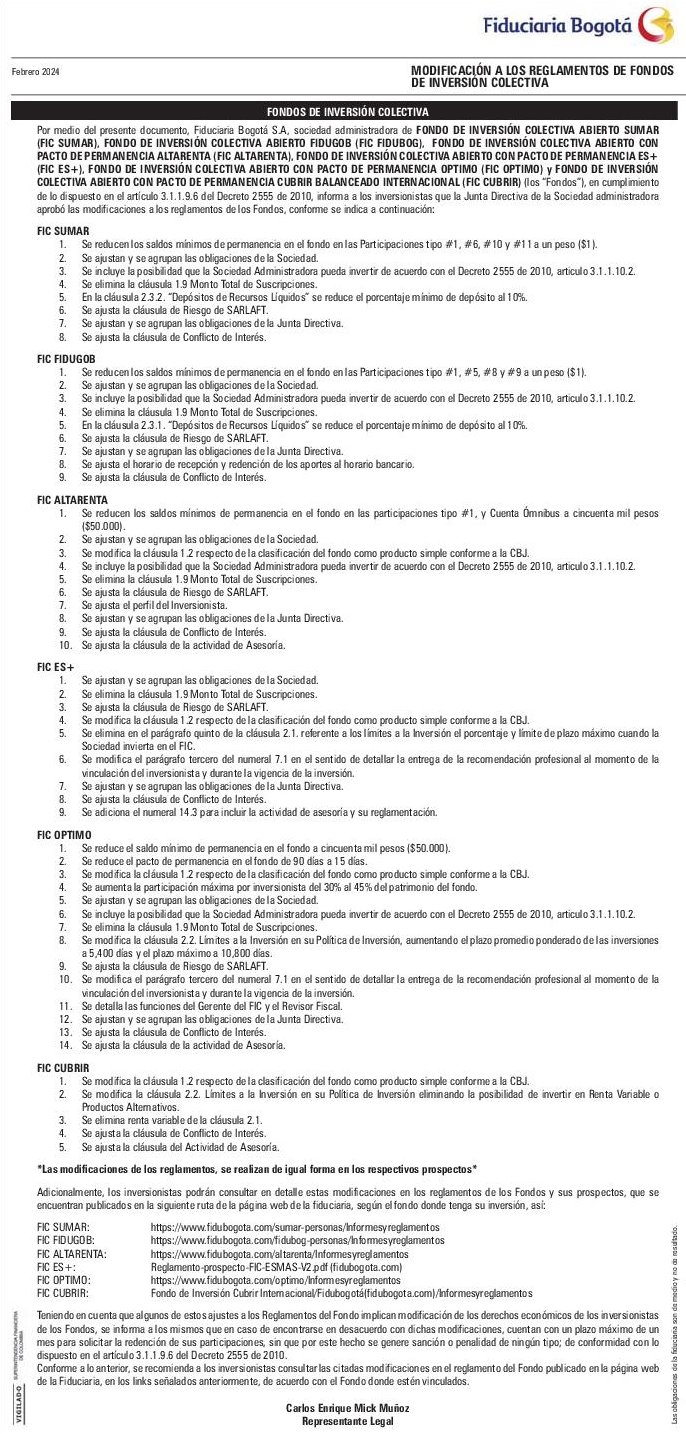 Fiduciaria Bogotá
Febrero 2024
MODIFICACIÓN A LOS REGLAMENTOS DE FONDOS
DE INVERSIÓN COLECTIVA
FONDOS DE INVERSIÓN COLECTIVA
Por medio del presente documento, Fiduciaria Bogotá S.A, sociedad administradora de FONDO DE INVERSIÓN COLECTIVA ABIERTO SUMAR
(FIC SUMAR), FONDO DE INVERSIÓN COLECTIVA ABIERTO FIDUGOB (FIC FIDUBOG), FONDO DE INVERSIÓN COLECTIVA ABIERTO CON
PACTO DE PERMANENCIA ALTARENTA (FIC ALTARENTA), FONDO DE INVERSIÓN COLECTIVA ABIERTO CON PACTO DE PERMANENCIA ES+
(FIC ES+), FONDO DE INVERSIÓN COLECTIVA ABIERTO CON PACTO DE PERMANENCIA OPTIMO (FIC OPTIMO) y FONDO DE INVERSIÓN
COLECTIVA ABIERTO CON PACTO DE PERMANENCIA CUBRIR BALANCEADO INTERNACIONAL (FIC CUBRIR) (los “Fondos”), en cumplimiento
de lo dispuesto en el artículo 3.1.1.9.6 del Decreto 2555 de 2010, informa a los inversionistas que la Junta Directiva de la Sociedad administradora
aprobó las modificaciones a los reglamentos de los Fondos, conforme se indica a continuación:
FIC SUMAR
1. Se reducen los saldos mínimos de permanencia en el fondo en las Participaciones tipo #1, #6, #10 y #11 a un peso ($1).
2. Se ajustan y se agrupan las obligaciones de la Sociedad.
3. Se incluye la posibilidad que la Sociedad Administradora pueda invertir de acuerdo con el Decreto 2555 de 2010, articulo 3.1.1.10.2.
4. Se elimina la cláusula 1.9 Monto Total de Suscripciones.
5. En la cláusula 2.3.2. “Depósitos de Recursos Líquidos” se reduce el porcentaje mínimo de depósito al 10%.
6. Se ajusta la cláusula de Riesgo de SARLAFT.
7. Se ajustan y se agrupan las obligaciones de la Junta Directiva.
8. Se ajusta la cláusula de Conflicto de Interés.
FIC FIDUGOB
1. Se reducen los saldos mínimos de permanencia en el fondo en las Participaciones tipo #1, #5, #8 y #9 a un peso ($1).
2. Se ajustan y se agrupan las obligaciones de la Sociedad.
3. Se incluye la posibilidad que la Sociedad Administradora pueda invertir de acuerdo con el Decreto 2555 de 2010, articulo 3.1.1.10.2.
4. Se elimina la cláusula 1.9 Monto Total de Suscripciones.
5. En la cláusula 2.3.1. “Depósitos de Recursos Líquidos” se reduce el porcentaje mínimo de depósito al 10%.
6. Se ajusta la cláusula de Riesgo de SARLAFT.
7. Se ajustan y se agrupan las obligaciones de la Junta Directiva.
8. Se ajusta el horario de recepción y redención de los aportes al horario bancario.
9. Se ajusta la cláusula de Conflicto de Interés.
FIC ALTARENTA
1. Se reducen los saldos mínimos de permanencia en el fondo en las participaciones tipo #1, y Cuenta Ómnibus a cincuenta mil pesos
($50.000).
2. Se ajustan y se agrupan las obligaciones de la Sociedad.
3. Se modifica la cláusula 1.2 respecto de la clasificación del fondo como producto simple conforme a la CBJ.
4. Se incluye la posibilidad que la Sociedad Administradora pueda invertir de acuerdo con el Decreto 2555 de 2010, articulo 3.1.1.10.2.
5. Se elimina la cláusula 1.9 Monto Total de Suscripciones.
6. Se ajusta la cláusula de Riesgo de SARLAFT.
7. Se ajusta el perfil del Inversionista.
8. Se ajustan y se agrupan las obligaciones de la Junta Directiva.
9. Se ajusta la cláusula de Conflicto de Interés.
10. Se ajusta la cláusula de la actividad de Asesoría.
FIC ES+
1. Se ajustan y se agrupan las obligaciones de la Sociedad.
2. Se elimina la cláusula 1.9 Monto Total de Suscripciones.
3. Se ajusta la cláusula de Riesgo de SARLAFT.
4. Se modifica la cláusula 1.2 respecto de la clasificación del fondo como producto simple conforme a la CBJ.
5. Se elimina en el parágrafo quinto de la cláusula 2.1. referente a los límites a la Inversión el porcentaje y límite de plazo máximo cuando la
Sociedad invierta en el FIC.
6. Se modifica el parágrafo tercero del numeral 7.1 en el sentido de detallar la entrega de la recomendación profesional al momento de la
vinculación del inversionista y durante la vigencia de la inversión.
7. Se ajustan y se agrupan las obligaciones de la Junta Directiva.
8. Se ajusta la cláusula de Conflicto de Interés.
9. Se adiciona el numeral 14.3 para incluir la actividad de asesoría y su reglamentación.
FIC OPTIMO
1. Se reduce el saldo mínimo de permanencia en el fondo a cincuenta mil pesos ($50.000).
2. Se reduce el pacto de permanencia en el fondo de 90 días a 15 días.
3. Se modifica la cláusula 1.2 respecto de la clasificación del fondo como producto simple conforme a la CBJ.
4. Se aumenta la participación máxima por inversionista del 30% al 45% del patrimonio del fondo.
5. Se ajustan y se agrupan las obligaciones de la Sociedad.
6. Se incluye la posibilidad que la Sociedad Administradora pueda invertir de acuerdo con el Decreto 2555 de 2010, articulo 3.1.1.10.2.
7. Se elimina la cláusula 1.9 Monto Total de Suscripciones.
8. Se modifica la cláusula 2.2. Límites a la Inversión en su Política de Inversión, aumentando el plazo promedio ponderado de las inversiones
a 5,400 días y el plazo máximo a 10,800 días.
9. Se ajusta la cláusula de Riesgo de SARLAFT.
10. Se modifica el parágrafo tercero del numeral 7.1 en el sentido de detallar la entrega de la recomendación profesional al momento de la
vinculación del inversionista y durante la vigencia de la inversión.
11. Se detalla las funciones del Gerente del FIC y el Revisor Fiscal.
12. Se ajustan y se agrupan las obligaciones de la Junta Directiva.
13. Se ajusta la cláusula de Conflicto de Interés.
14. Se ajusta la cláusula de la actividad de Asesoría.
FIC CUBRIR
1. Se modifica la cláusula 1.2 respecto de la clasificación del fondo como producto simple conforme a la CBJ.
2. Se modifica la cláusula 2.2. Límites a la Inversión en su Política de Inversión eliminando la posibilidad de invertir en Renta Variable o
Productos Alternativos.
3. Se elimina renta variable de la cláusula 2.1.
4. Se ajusta la cláusula de Conflicto de Interés.
5. Se ajusta la cláusula del Actividad de Asesoría.
*Las modificaciones de los reglamentos, se realizan de igual forma en los respectivos prospectos*
Adicionalmente, los inversionistas podrán consultar en detalle estas modificaciones en los reglamentos de los Fondos y sus prospectos, que se
encuentran publicados en la siguiente ruta de la página web de la fiduciaria, según el fondo donde tenga su inversión, así:
FIC SUMAR: https://www.fidubogota.com/sumar-personas/Informesyreglamentos
FIC FIDUGOB: https://www.fidubogota.com/fidubog-personas/Informesyreglamentos
FIC ALTARENTA: https://www.fidubogota.com/altarenta/Informesyreglamentos
FIC ES+: Reglamento-prospecto-FIC-ESMAS-V2.pdf (fidubogota.com)
FIC OPTIMO: https://www.fidubogota.com/optimo/Informesyreglamentos
FIC CUBRIR: Fondo de Inversión Cubrir Internacional/Fidubogotá(fidubogota.com)/Informesyreglamentos
Teniendo en cuenta que algunos de estos ajustes a los Reglamentos del Fondo implican modificación de los derechos económicos de los inversionistas
de los Fondos, se informa a los mismos que en caso de encontrarse en desacuerdo con dichas modificaciones, cuentan con un plazo máximo de un
mes para solicitar la redención de sus participaciones, sin que por este hecho se genere sanción o penalidad de ningún tipo; de conformidad con lo
dispuesto en el artículo 3.1.1.9.6 del Decreto 2555 de 2010.
Conforme a lo anterior, se recomienda a los inversionistas consultar las citadas modificaciones en el reglamento del Fondo publicado en la página web
de la Fiduciaria, en los links señalados anteriormente, de acuerdo con el Fondo donde estén vinculados.
Carlos Enrique Mick Muñoz
Representante Legal
VIGILADO SUPERINTENDENCIA FINANCIERA
DE COLOMBIA
Las obligaciones de la fiduciaria son de medio y no de resultado.